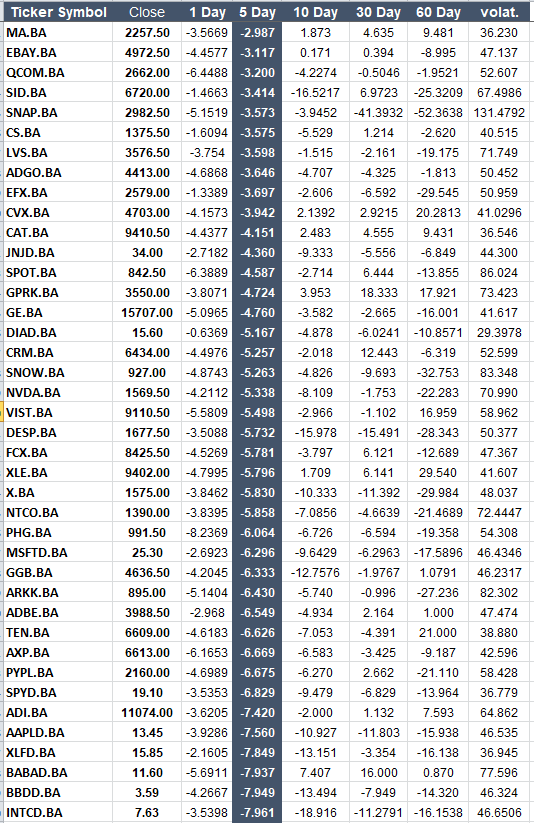 Ticker Symbol Close 1 Day 5 Day 10 Day 30 Day 60 Day volat.
MA.BA 2257.50 -3.5669 -2.987 1.873 4.635 9.481 36.230
EBAY.BA 4972.50 -4.4577 -3.117 0.171 0.394 -8.995 47.137
QCOM.BA 2662.00 -6.4488 -3.200 -4.2274 -0.5046 -1.9521 52.607
SID.BA 6720.00 -1.4663 -3.414 -16.5217 6.9723 -25.3209 67.4986
SNAP.BA 2982.50 -5.1519 -3.573 -3.9452 -41.3932 -52.3638 131.4792
CS.BA 1375.50 -1.6094 -3.575 -5.529 1.214 -2.620 40.515
LVS.BA 3576.50 -3.754 -3.598 -1.515 -2.161 -19.175 71.749
ADGO.BA 4413.00 -4.6868 -3.646 -4.707 -4.325 -1.813 50.452
EFX.BA 2579.00 -1.3389 -3.697 -2.606 -6.592 -29.545 50.959
CVX.BA 4703.00 -4.1573 -3.942 2.1392 2.9215 20.2813 41.0296
CAT.BA 9410.50 -4.4377 -4.151 2.483 4.555 9.431 36.546
JNJD.BA 34.00 -2.7182 -4.360 -9.333 -5.556 -6.849 44.300
SPOT.BA 842.50 -6.3889 -4.587 -2.714 6.444 -13.855 86.024
GPRK.BA 3550.00 -3.8071 -4.724 3.953 18.333 17.921 73.423
GE.BA 15707.00 -5.0965 -4.760 -3.582 -2.665 -16.001 41.617
DIAD.BA 15.60 -0.6369 -5.167 -4.878 -6.0241 -10.8571 29.3978
CRM.BA 6434.00 -4.4976 -5.257 -2.018 12.443 -6.319 52.599
SNOW.BA 927.00 -4.8743 -5.263 -4.826 -9.693 -32.753 83.348
NVDA.BA 1569.50 -4.2112 -5.338 -8.109 -1.753 -22.283 70.990
VIST.BA 9110.50 -5.5809 -5.498 -2.966 -1.102 16.959 58.962
DESP.BA 1677.50 -3.5088 -5.732 -15.978 -15.491 -28.343 50.377
FCX.BA 8425.50 -4.5269 -5.781 -3.797 6.121 -12.689 47.367
XLE.BA 9402.00 -4.7995 -5.796 1.709 6.141 29.540 41.607
X.BA 1575.00 -3.8462 -5.830 -10.333 -11.392 -29.984 48.037
NTCO.BA 1390.00 -3.8395 -5.858 -7.0856 -4.6639 -21.4689 72.4447
PHG.BA 991.50 -8.2369 -6.064 -6.726 -6.594 -19.358 54.308
MSFTD.BA 25.30 -2.6923 -6.296 -9.6429 -6.2963 -17.5896 46.4346
GGB.BA 4636.50 -4.2045 -6.333 -12.7576 -1.9767 1.0791 46.2317
ARKK.BA 895.00 -5.1404 -6.430 -5.740 -0.996 -27.236 82.302
ADBE.BA 3988.50 -2.968 -6.549 -4.934 2.164 1.000 47.474
TEN.BA 6609.00 -4.6183 -6.626 -7.053 -4.391 21.000 38.880
AXP.BA 6613.00 -6.1653 -6.669 -6.583 -3.425 -9.187 42.596
PYPL.BA 2160.00 -4.6989 -6.675 -6.270 2.662 -21.110 58.428
SPYD.BA 19.10 -3.5353 -6.829 -9.479 -6.829 -13.964 36.779
ADI.BA 11074.00 -3.6205 -7.420 -2.000 1.132 7.593 64.862
AAPLD.BA 13.45 -3.9286 -7.560 -10.927 -11.803 -15.938 46.535
XLFD.BA 15.85 -2.1605 -7.849 -13.151 -3.354 -16.138 36.945
BABAD.BA 11.60 -5.6911 -7.937 7.407 16.000 0.870 77.596
BBDD.BA 3.59 -4.2667 -7.949 -13.494 -7.949 -14.320 46.324
INTCD.BA 7.63 -3.5398 -7.961 -18.916 -11.2791 -16.1538 46.6506